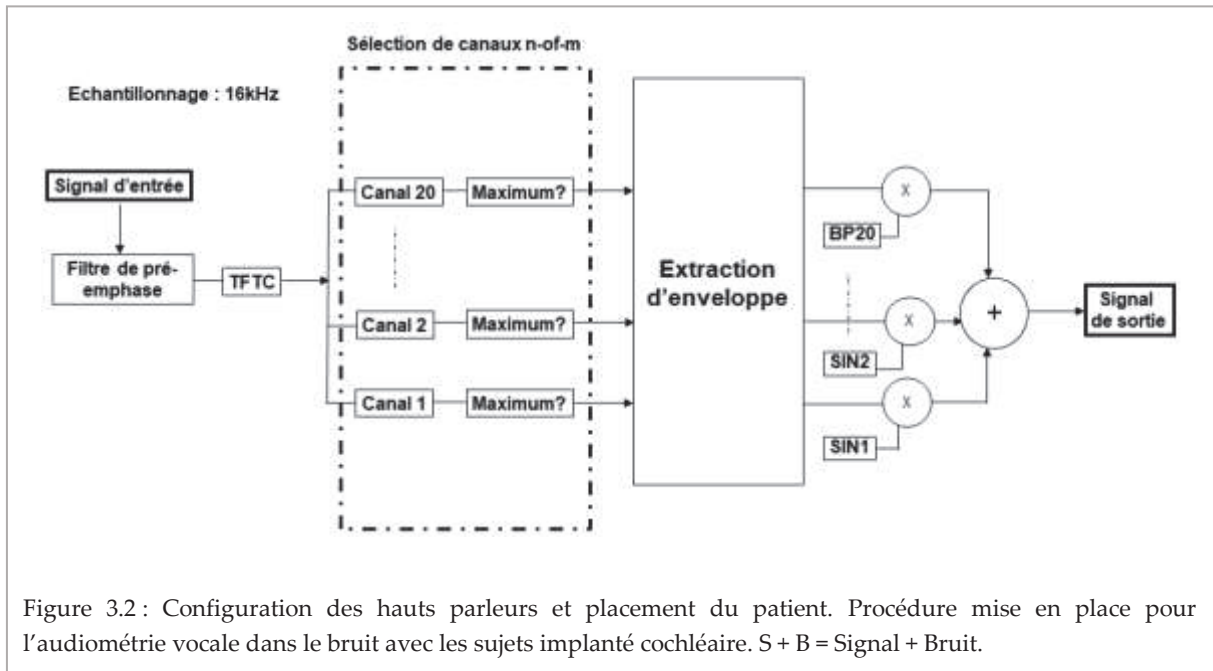 Sélection de canaux n-of-m
Echantillonnage : 16kHz
Signal d'entrée
Filtre de pré-
emphase
TFTC
Canal 20
Maximum?
Canal 2
Maximum?
Canal 1
Maximum?
Extraction
d'enveloppe
X
BP20
X
SIN2
X
SIN1
+
Signal
de sortie
Figure 3.2 : Configuration des hauts parleurs et placement du patient. Procédure mise en place pour
l'audiométrie vocale dans le bruit avec les sujets implanté cochléaire. S + B = Signal + Bruit.